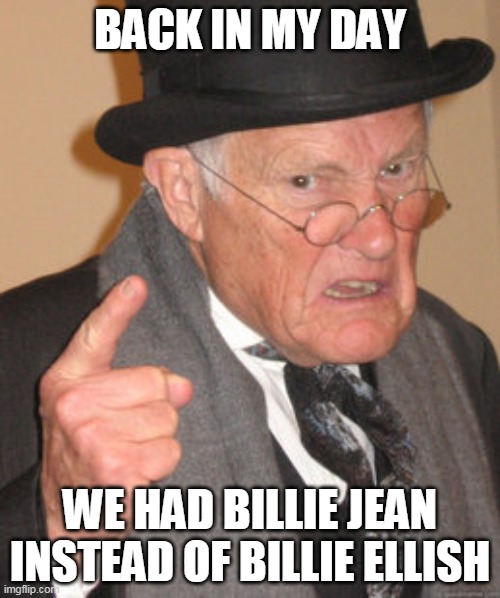 BACK IN MY DAY
WE HAD BILLIE JEAN
INSTEAD OF BILLIE ELLISH
imgflip.com